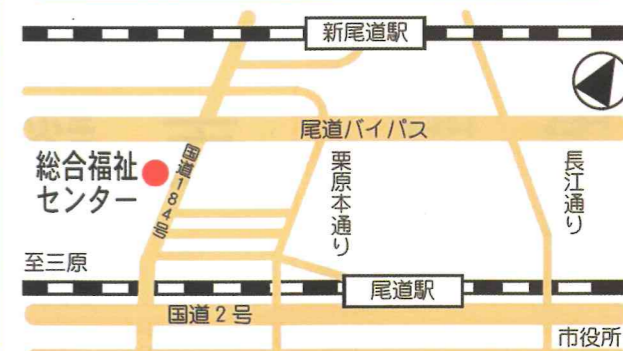 新尾道駅
尾道バイパス
総合福祉
センター
国道184号
栗原本通り
長江通り
至三原
尾道駅
国道2号
市役所